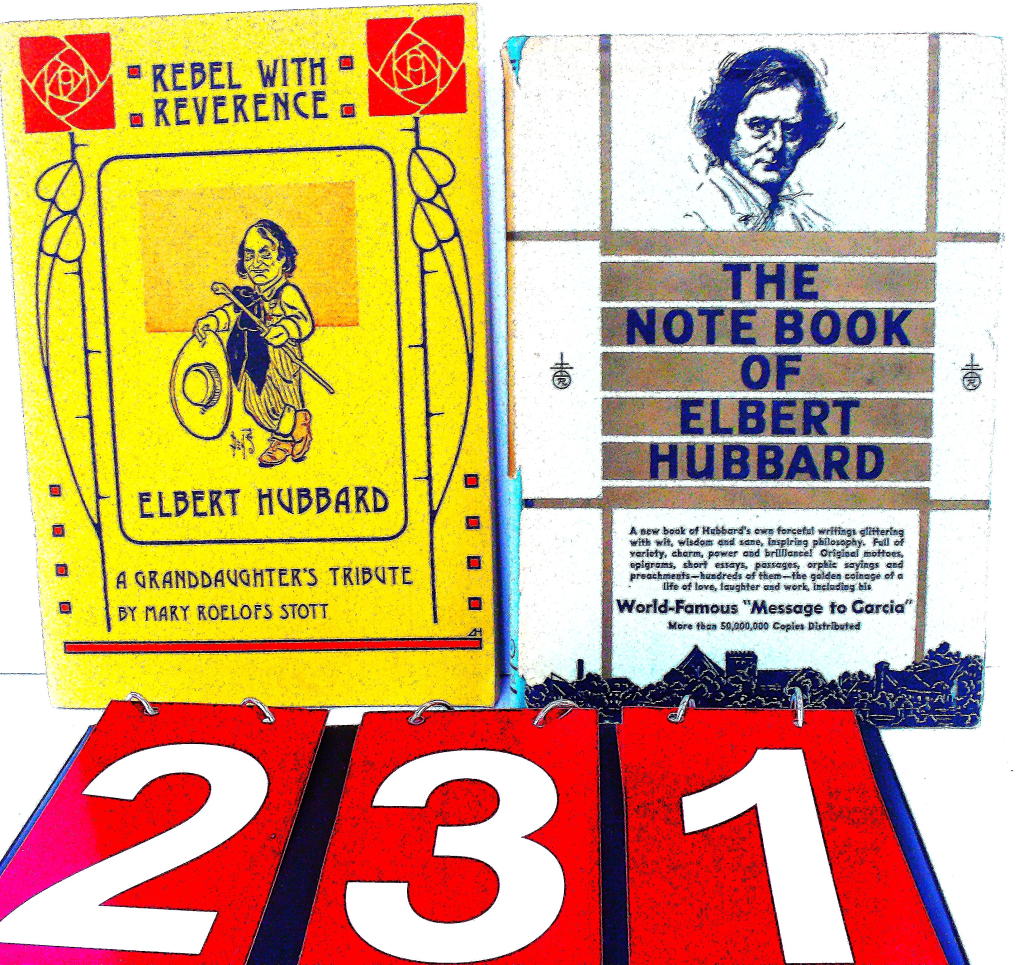 REBEL WITH
REVERENCE
ELBERT HUBBARD
A GRANDDAUGHTER'S TRIBUTE
BY MARY ROELOFS STOTT
THE
NOTE BOOK
OF
ELBERT
HUBBARD
A new book of Hubbard's own forceful writings glittering
with wit, wisdom and sane, inspiring philosophy. Full of
variety, charm, power and brilliance! Original mottoes,
epigrams, short essays, passages, orphic sayings and
preachments—hundreds of them—the golden coinage of a
life of love, laughter and work, including his
World-Famous "Message to Garcia"
More than 50,000,000 Copies Distributed
231